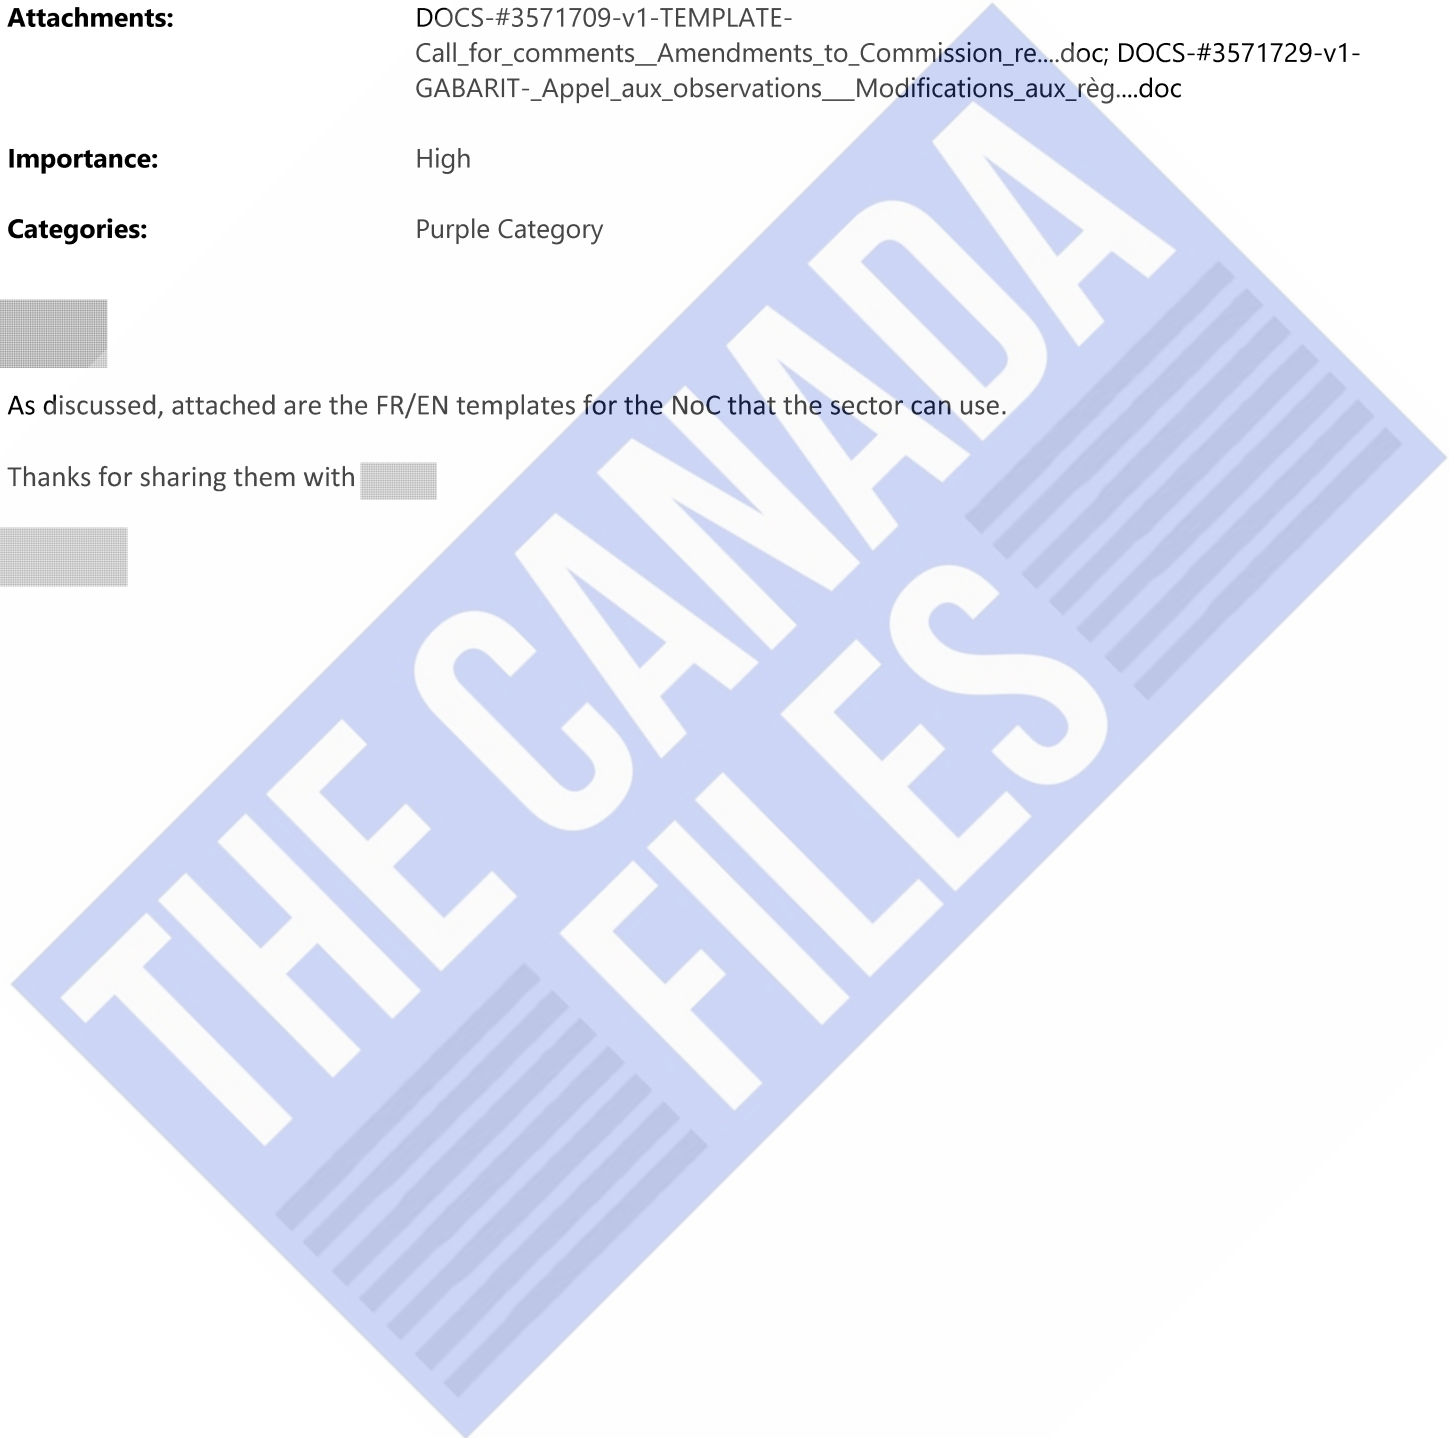 Attachments: DOCS-#3571709-v1-TEMPLATE-
Call_for_comments__Amendments_to_Commission_re....doc; DOCS-#3571729-v1-
GABARIT-_Appel_aux_observations___Modifications_aux_règ....doc
Importance: High
Categories: Purple Category
As discussed, attached are the FR/EN templates for the NoC that the sector can use.
Thanks for sharing them with
THE CANADA
FILES